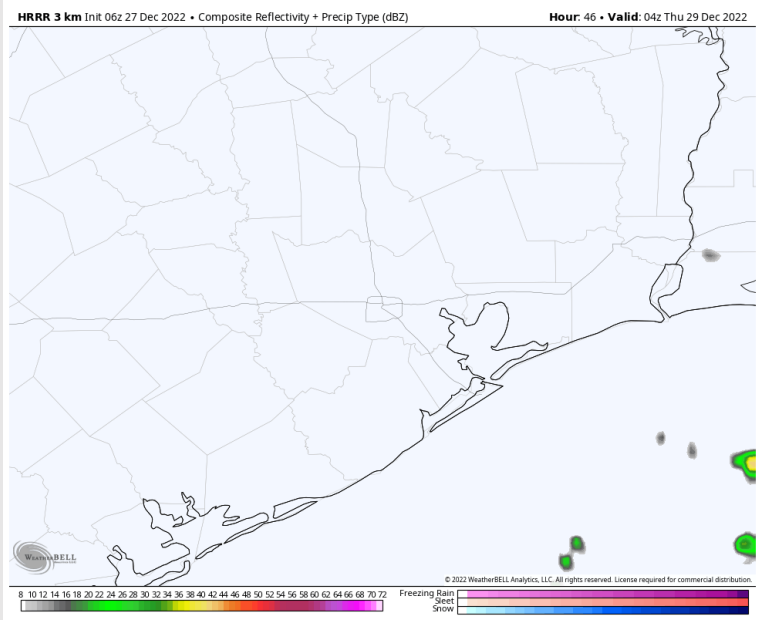 HRRR 3 km Init 06z 27 Dec 2022 • Composite Reflectivity + Precip Type (dBZ)
Hour: 46 • Valid: 04z Thu 29 Dec 2022
WEATHERBELL
© 2022 WeatherBELL Analytics, LLC. All rights reserved. License required for commercial distribution.
8 10 12 14 16 18 20 22 24 26 28 30 32 34 36 38 40 42 44 46 48 50 52 54 56 58 60 62 64 66 68 70 72
Freezing Rain
Sleet
Snow